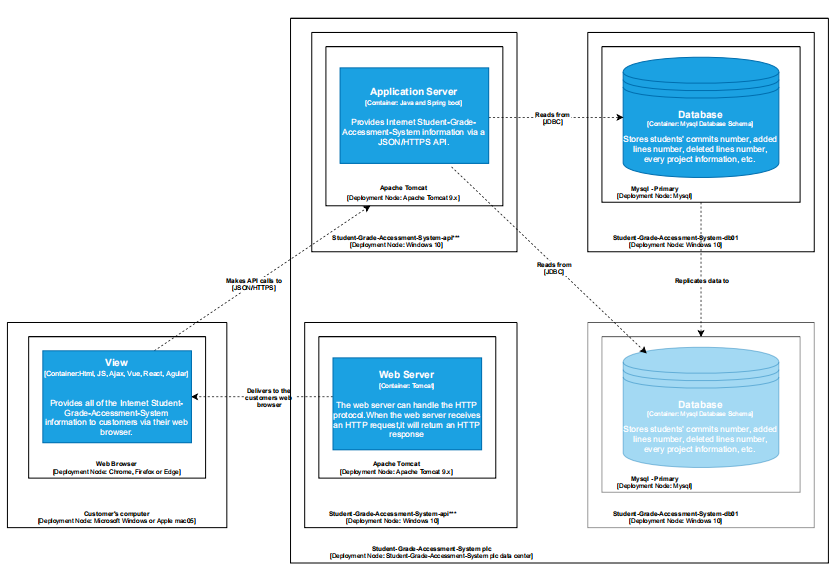 Application Server
[Container: Java and Spring boot]
Provides Internet Student-Grade-
Assessment-System information via a
JSON/HTTPS API.
Apache Tomcat
[Deployment Node: Apache Tomcat 9.x]
Student-Grade-Assessment-System-api***
[Deployment Node: Windows 10]
Reads from
[JDBC]
Database
[Container: Mysql Database Schema]
Stores students' commits number, added
lines number, deleted lines number,
every project information, etc.
Mysql - Primary
[Deployment Node: Mysql]
Student-Grade-Assessment-System-db01
[Deployment Node: Windows 10]
Makes API calls to
[JSON/HTTPS]
Reads from
[JDBC]
Replicates data to
View
[Container:Html, JS, Ajax, Vue, React, Agular]
Provides all of the Internet Student-
Grade-Assessment-System
information to customers via their web
browser.
Web Browser
[Deployment Node: Chrome, Firefox or Edge]
Customer's computer
[Deployment Node: Microsoft Windows or Apple macOS]
Delivers to the
customers web
browser
Web Server
[Container: Tomcat]
The web server can handle the HTTP
protocol.When the web server receives
an HTTP request,it will return an HTTP
response
Apache Tomcat
[Deployment Node: Apache Tomcat 9.x]
Student-Grade-Assessment-System-api***
[Deployment Node: Windows 10]
Database
[Container: Mysql Database Schema]
Stores students' commits number, added
lines number, deleted lines number,
every project information, etc.
Mysql - Primary
[Deployment Node: Mysql]
Student-Grade-Assessment-System-db01
[Deployment Node: Windows 10]
Student-Grade-Assessment-System plc
[Deployment Node: Student-Grade-Assessment-System plc data center]